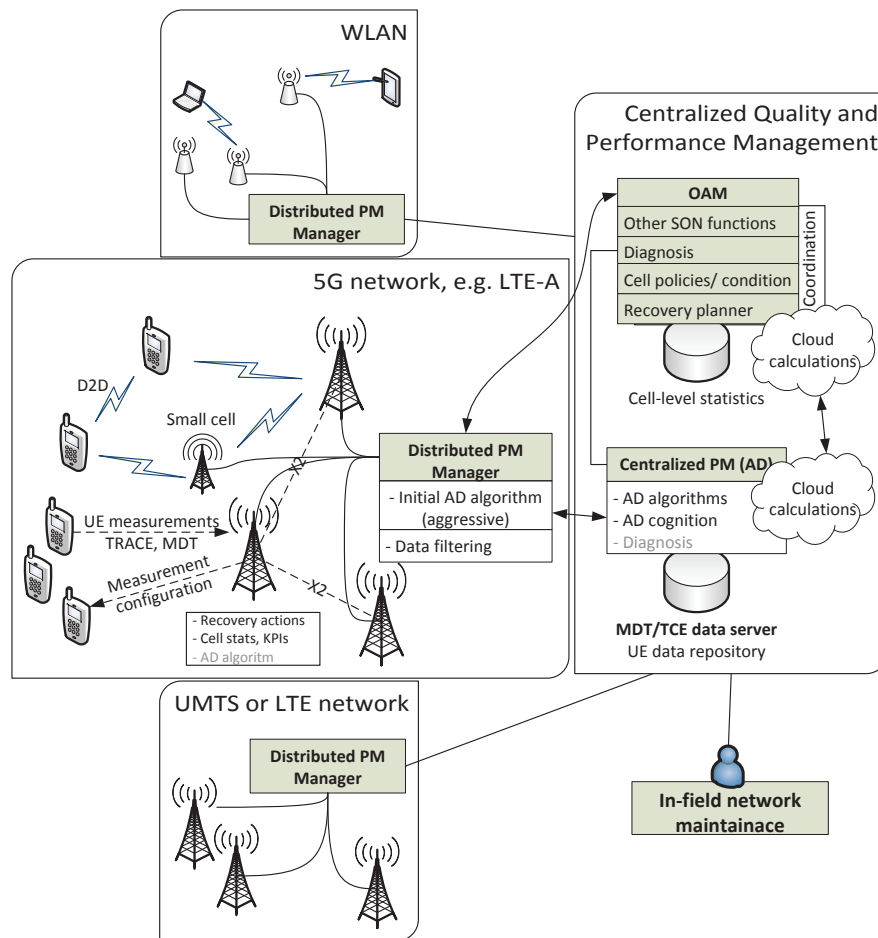 WLAN
Distributed PM
Manager
Centralized Quality and
Performance Management
OAM
Other SON functions
Diagnosis
Cell policies/ condition
Recovery planner
Coordination
Cloud
calculations
Cell-level statistics
5G network, e.g. LTE-A
D2D
Small cell
X2
Distributed PM
Manager
- Initial AD algorithm
(aggressive)
- Data filtering
UE measurements
TRACE, MDT
Measurement
configuration
X2
- Recovery actions
- Cell stats, KPIs
- AD algoritm
Centralized PM (AD)
- AD algorithms
- AD cognition
- Diagnosis
Cloud
calculations
MDT/TCE data server
UE data repository
UMTS or LTE network
Distributed PM
Manager
In-field network
maintainace